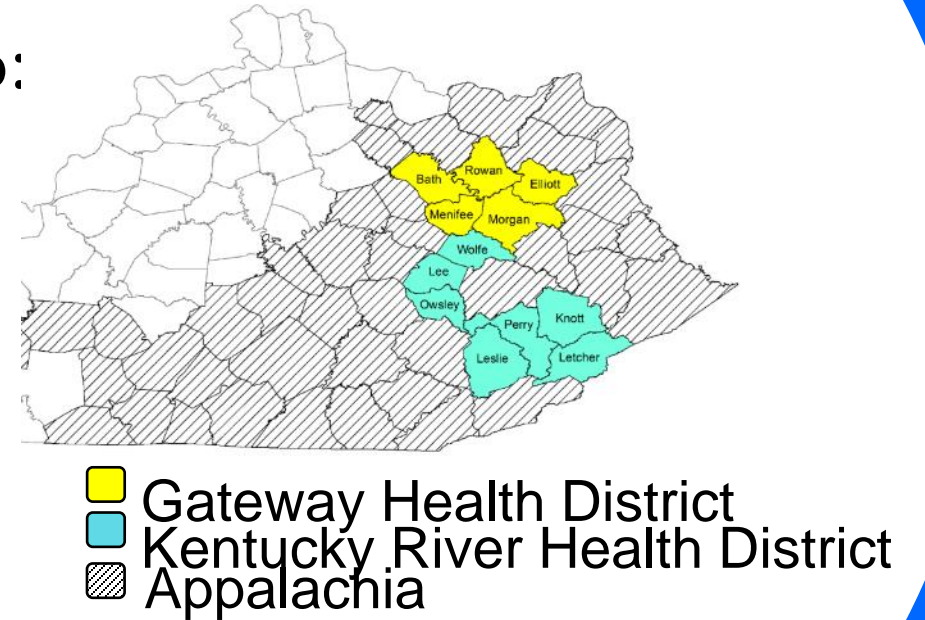 :
Rowan
Bath
Elliott
Menifee
Morgan
Wolfe
Lee
Owsley
Perry
Knott
Leslie
Letcher
Gateway Health District
Kentucky River Health District
Appalachia